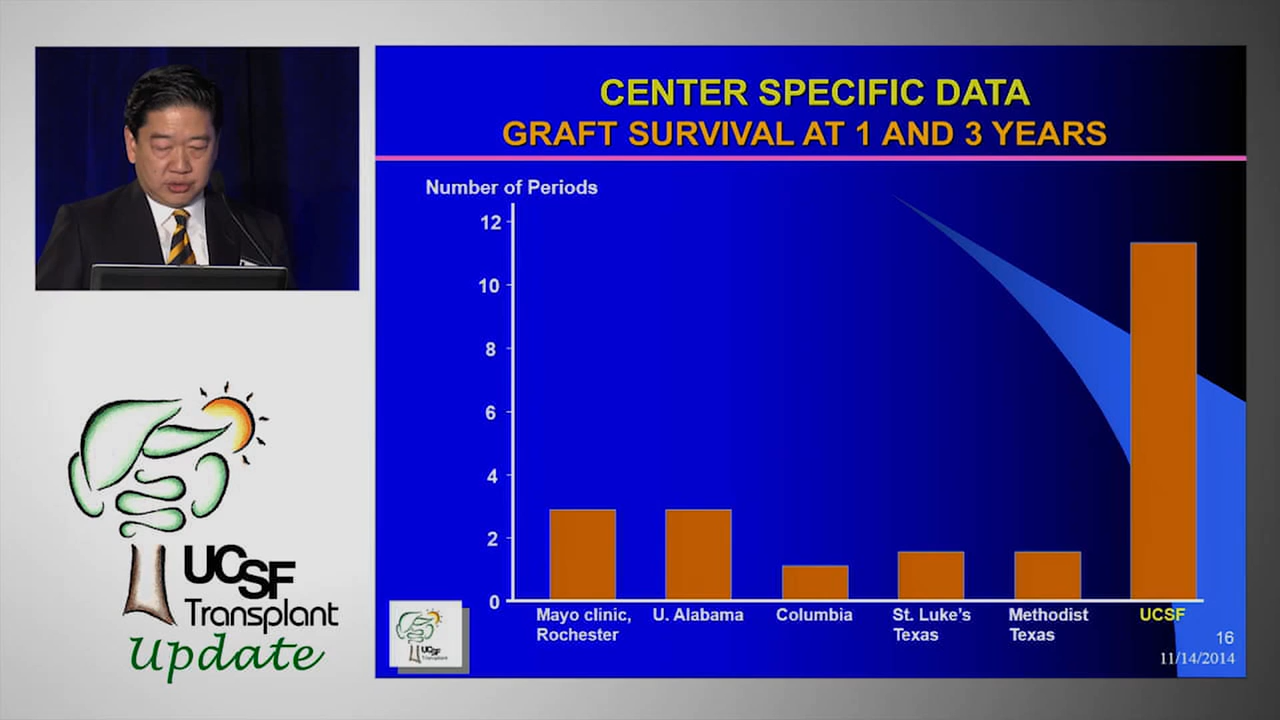 CENTER SPECIFIC DATA
GRAFT SURVIVAL AT 1 AND 3 YEARS
Number of Periods
12
10
8
6
4
2
0
Mayo clinic,
Rochester
U. Alabama
Columbia
St. Luke's
Texas
Methodist
Texas
UCSF
16
11/14/2014
UCSF
Transplant
UCSF
Transplant
Update